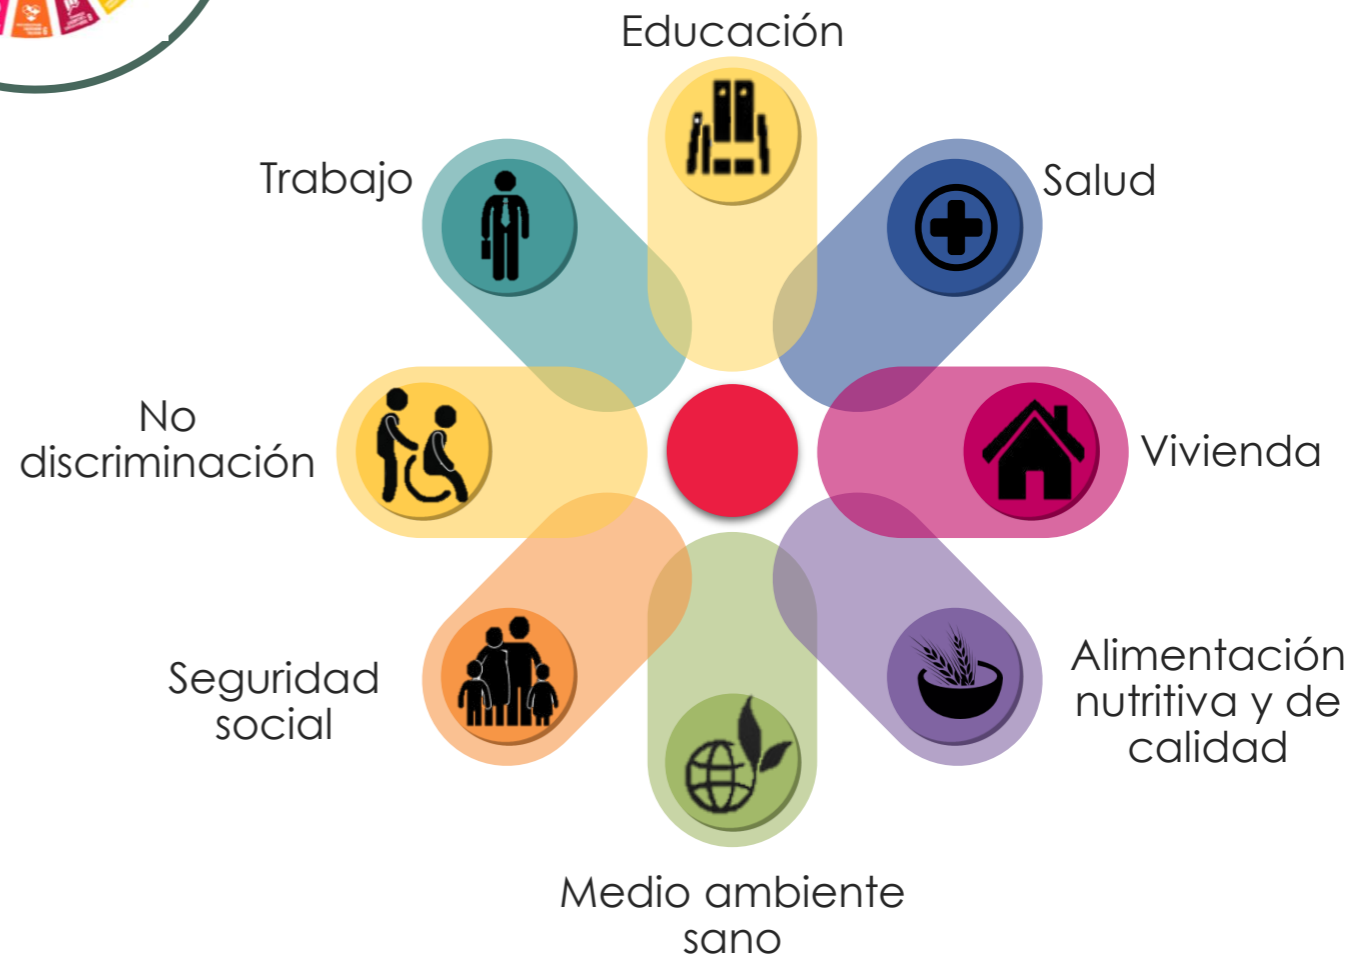 Educación
Trabajo
Salud
No
discriminación
Vivienda
Seguridad
social
Alimentación
nutritiva y de
calidad
Medio ambiente
sano